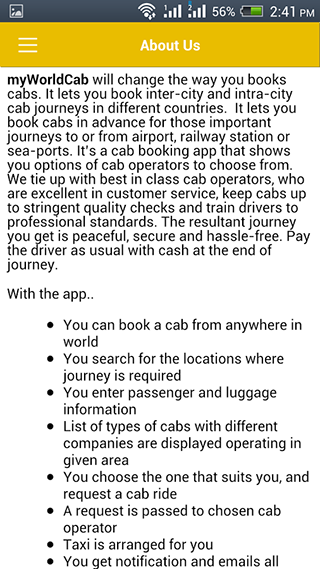 56% 2:41 PM
About Us
myWorldCab will change the way you books
cabs. It lets you book inter-city and intra-city
cab journeys in different countries.  It lets you
book cabs in advance for those important
journeys to or from airport, railway station or
sea-ports. It's a cab booking app that shows
you options of cab operators to choose from.
We tie up with best in class cab operators, who
are excellent in customer service, keep cabs up
to stringent quality checks and train drivers to
professional standards. The resultant journey
you get is peaceful, secure and hassle-free. Pay
the driver as usual with cash at the end of
journey.
With the app..
• You can book a cab from anywhere in
world
• You search for the locations where
journey is required
• You enter passenger and luggage
information
• List of types of cabs with different
companies are displayed operating in
given area
• You choose the one that suits you, and
request a cab ride
• A request is passed to chosen cab
operator
• Taxi is arranged for you
• You get notification and emails all